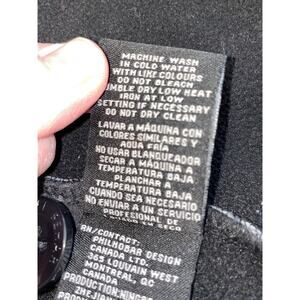 MACHINE WASH
IN COLD WATER
WITH LIKE COLOURS
DO NOT BLEACH
TUMBLE DRY LOW HEAT
IRON AT LOW
SETTING IF NECESSARY
DO NOT DRY CLEAN
LAVAR A MÁQUINA CON
COLORES SIMILARES Y
AGUA FRÍA
NO USAR BLANQUEADOR
SECAR A MÁQUINA A
TEMPERATURA BAJA
PLANCHAR A
TEMPERATURA BAJA
CUANDO SEA NECESARIO
NO ENVIAR A UN SERVICIO
PROFESIONAL DE
RN/CONTACT:
PHILHOBAR DESIGN
CANADA LTD.
365 LOUVAIN WEST
MONTREAL, QC
CANADA